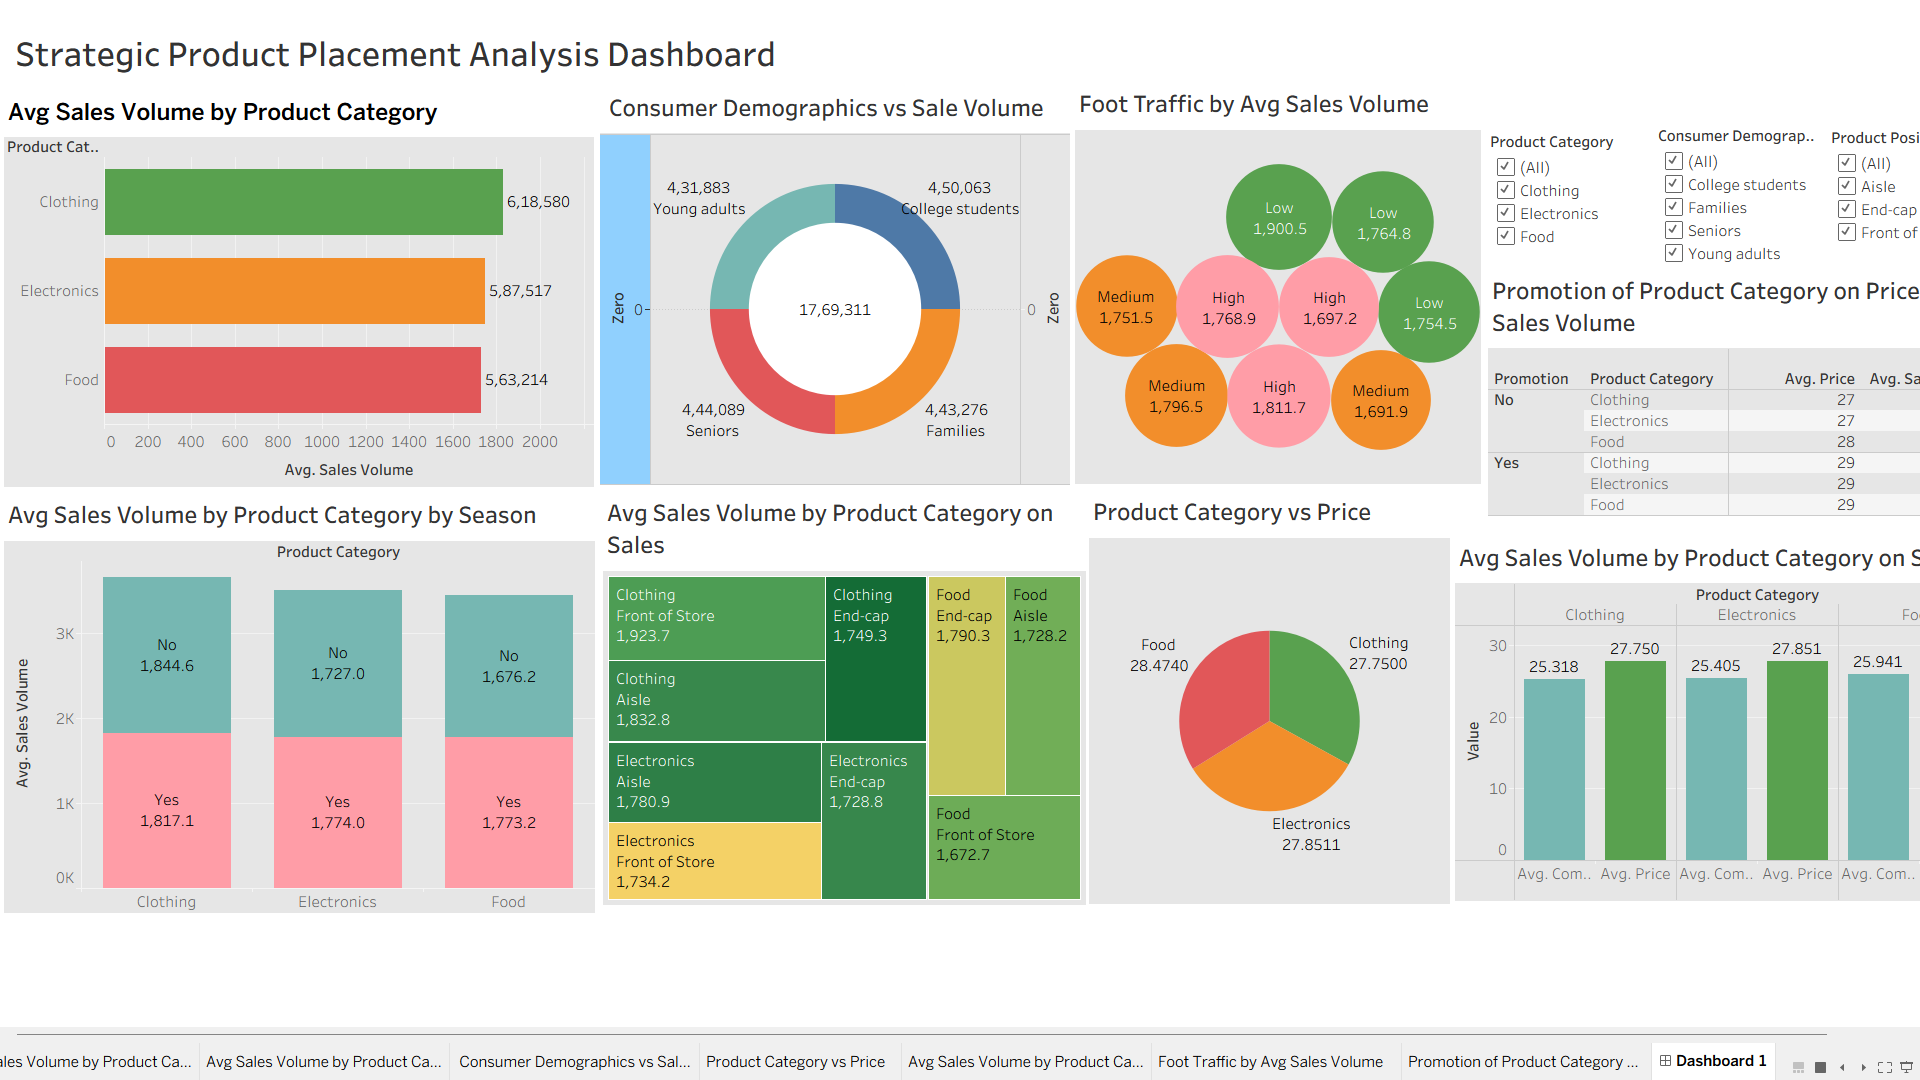 Strategic Product Placement Analysis Dashboard
Avg Sales Volume by Product Category
Product Cat..
Clothing
6,18,580
Electronics
5,87,517
Food
5,63,214
0 200 400 600 800 1000 1200 1400 1600 1800 2000
Avg. Sales Volume
Consumer Demographics vs Sale Volume
4,31,883
Young adults
4,50,063
College students
Zero
0
17,69,311
0
Zero
4,44,089
Seniors
4,43,276
Families
Foot Traffic by Avg Sales Volume
Low
1,900.5
Low
1,764.8
Medium
1,751.5
High
1,768.9
High
1,697.2
Low
1,754.5
Medium
1,796.5
High
1,811.7
Medium
1,691.9
Product Category
(All)
Clothing
Electronics
Food
Consumer Demograp..
(All)
College students
Families
Seniors
Young adults
Product Posi
(All)
Aisle
End-cap
Front of
Promotion of Product Category on Price
Sales Volume
Promotion Product Category Avg. Price Avg. Sa
No Clothing 27
Electronics 27
Food 28
Yes Clothing 29
Electronics 29
Food 29
Avg Sales Volume by Product Category by Season
Product Category
Avg. Sales Volume
3K
2K
1K
0K
No
1,844.6
No
1,727.0
No
1,676.2
Yes
1,817.1
Yes
1,774.0
Yes
1,773.2
Clothing Electronics Food
Avg Sales Volume by Product Category on
Sales
Clothing
Front of Store
1,923.7
Clothing
Aisle
1,832.8
Clothing
End-cap
1,749.3
Electronics
Aisle
1,780.9
Electronics
Front of Store
1,734.2
Electronics
End-cap
1,728.8
Food
End-cap
1,790.3
Food
Aisle
1,728.2
Food
Front of Store
1,672.7
Product Category vs Price
Food
28.4740
Clothing
27.7500
Electronics
27.8511
Avg Sales Volume by Product Category on S
Product Category
Clothing Electronics Fo
Value
30
20
10
0
25.318 27.750 25.405 27.851 25.941
Avg. Com.. Avg. Price Avg. Com.. Avg. Price Avg. Com..
ales Volume by Product Ca... Avg Sales Volume by Product Ca... Consumer Demographics vs Sal... Product Category vs Price Avg Sales Volume by Product Ca... Foot Traffic by Avg Sales Volume Promotion of Product Category ... Dashboard 1